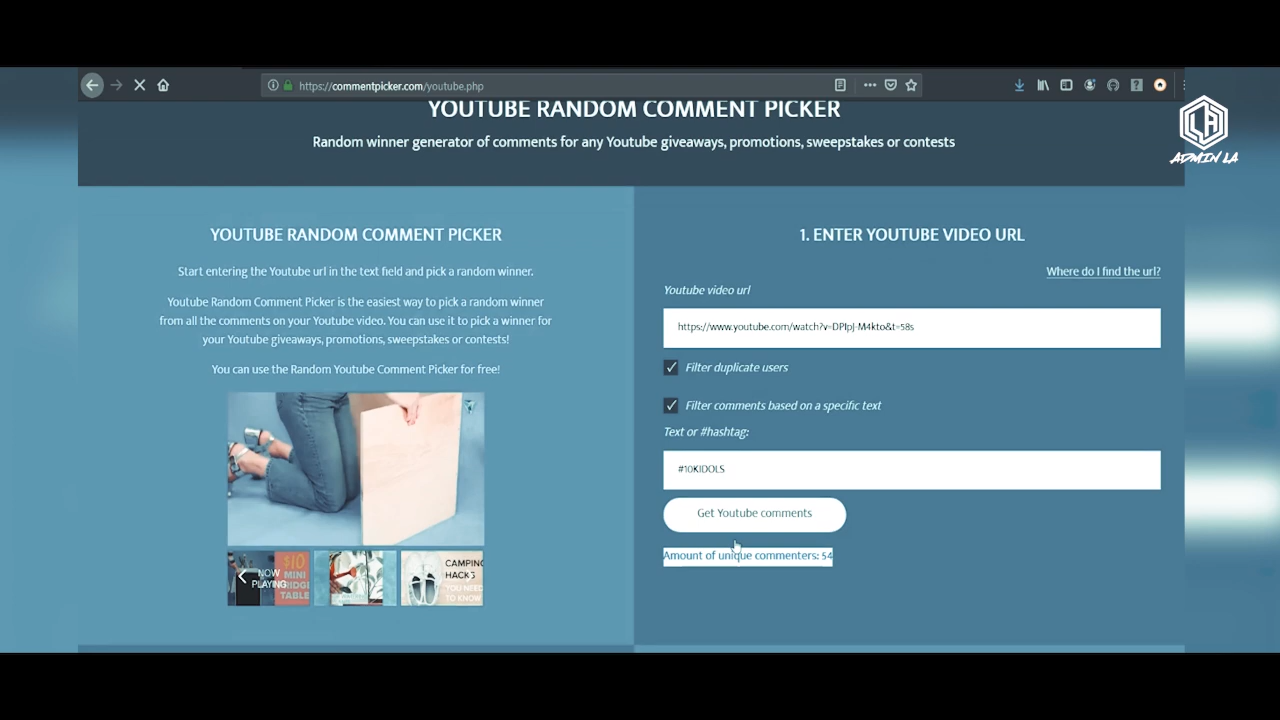 https://commentpicker.com/youtube.php
YOUTUBE RANDOM COMMENT PICKER
Random winner generator of comments for any Youtube giveaways, promotions, sweepstakes or contests
ADMIN LA
YOUTUBE RANDOM COMMENT PICKER
Start entering the Youtube url in the text field and pick a random winner.
Youtube Random Comment Picker is the easiest way to pick a random winner
from all the comments on your Youtube video. You can use it to pick a winner for
your Youtube giveaways, promotions, sweepstakes or contests!
You can use the Random Youtube Comment Picker for free!
NOW
PLAYING
$10
MINI
TABLE
CAMPING
HACKS
YOU NEED
TO KNOW
1. ENTER YOUTUBE VIDEO URL
Where do I find the url?
Youtube video url
https://www.youtube.com/watch?v=DPIpJ-M4kto&t=58s
Filter duplicate users
Filter comments based on a specific text
Text or #hashtag:
#10KIDOLS
Get Youtube comments
Amount of unique commenters: 54